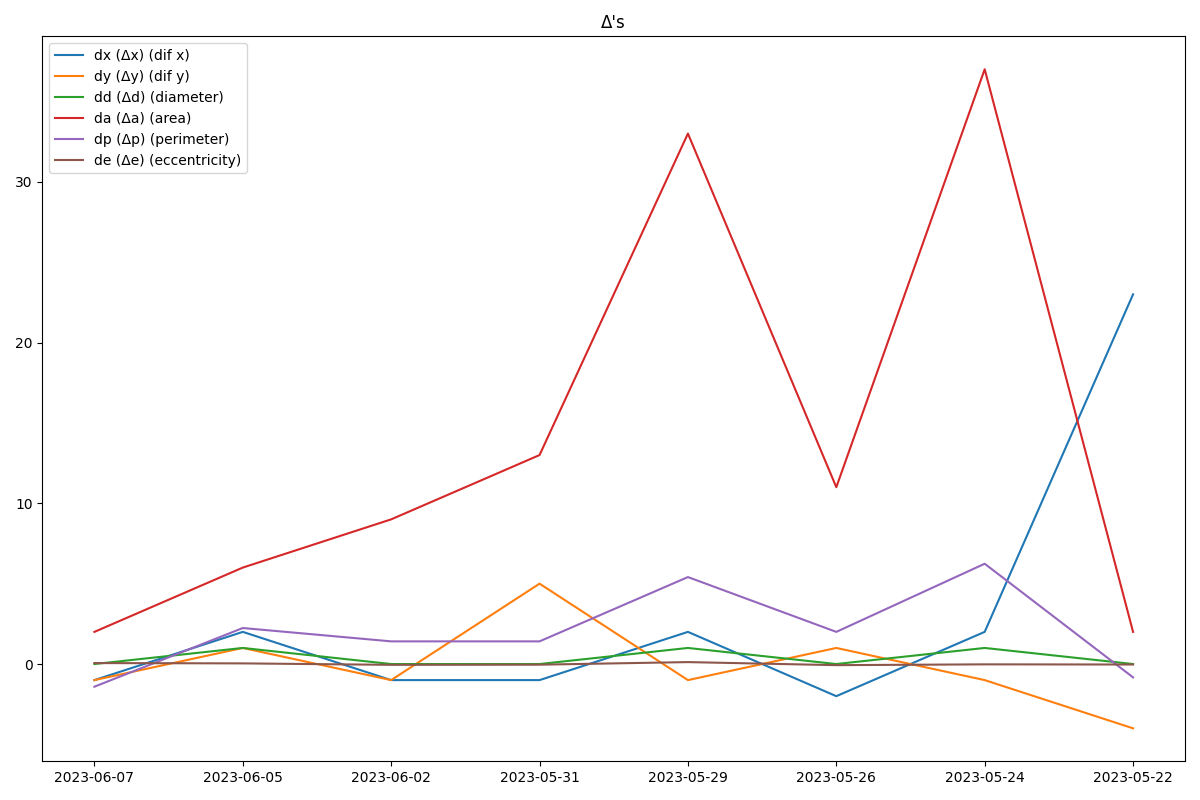 Δ's
dx (Δx) (dif x)
dy (Δy) (dif y)
dd (Δd) (diameter)
da (Δa) (area)
dp (Δp) (perimeter)
de (Δe) (eccentricity)
30
20
10
0
2023-06-07 2023-06-05 2023-06-02 2023-05-31 2023-05-29 2023-05-26 2023-05-24 2023-05-22